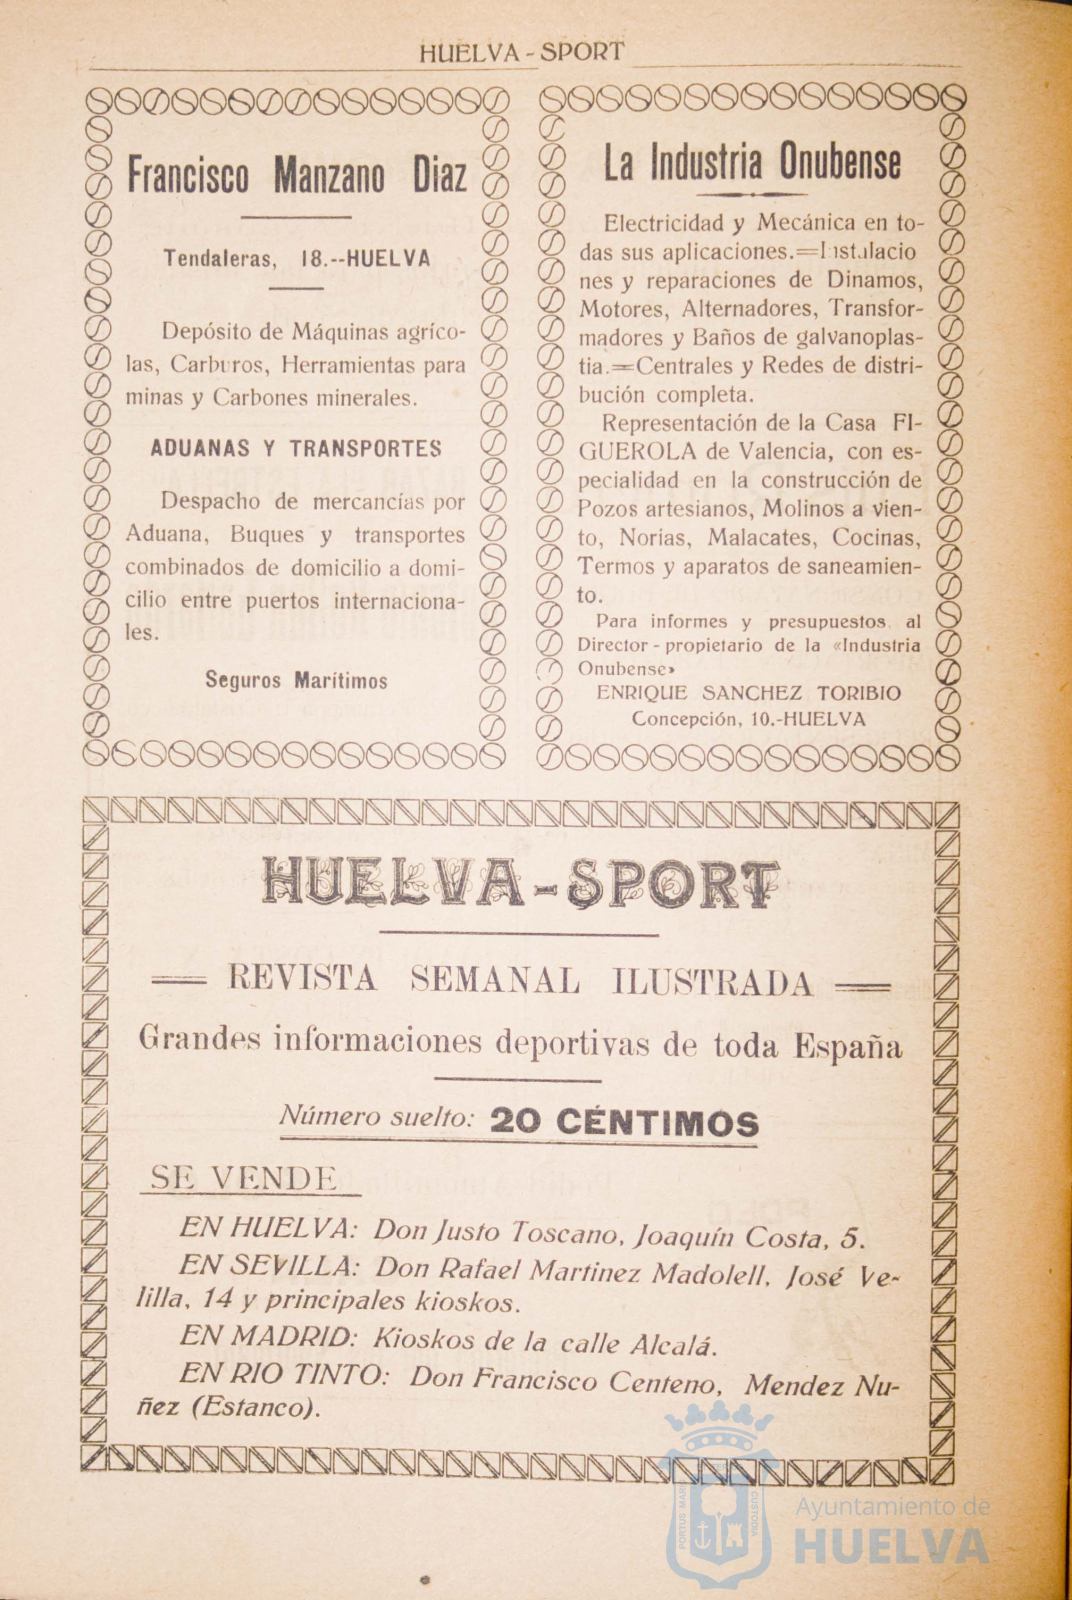 HUELVA - SPORT
Francisco Manzano Diaz
Tendaleras, 18.--HUELVA
Depósito de Máquinas agríco-
las, Carburos, Herramientas para
minas y Carbones minerales.
ADUANAS Y TRANSPORTES
Despacho de mercancías por
Aduana, Buques y transportes
combinados de domicilio a domi-
cilio entre puertos internaciona-
les.
Seguros Marítimos
La Industria Onubense
Electricidad y Mecánica en to-
das sus aplicaciones.=Instalacio
nes y reparaciones de Dinamos,
Motores, Alternadores, Transfor-
madores y Baños de galvanoplas-
tia.=Centrales y Redes de distri-
bución completa.
Representación de la Casa FI-
GUEROLA de Valencia, con es-
pecialidad en la construcción de
Pozos artesianos, Molinos a vien-
to, Norias, Malacates, Cocinas,
Termos y aparatos de saneamien-
to.
Para informes y presupuestos al
Director - propietario de la «Industria
Onubense»
ENRIQUE SANCHEZ TORIBIO
Concepción, 10.-HUELVA
HUELVA-SPORT
REVISTA SEMANAL ILUSTRADA
Grandes informaciones deportivas de toda España
Número suelto: 20 CÉNTIMOS
SE VENDE
EN HUELVA: Don Justo Toscano, Joaquín Costa, 5.
EN SEVILLA: Don Rafael Martinez Madolell, José Ve-
lilla, 14 y principales kioskos.
EN MADRID: Kioskos de la calle Alcalá.
EN RIO TINTO: Don Francisco Centeno, Mendez Nu-
ñez (Estanco).
PORTUS MARIS
CUSTODIA
Ayuntamiento de
HUELVA